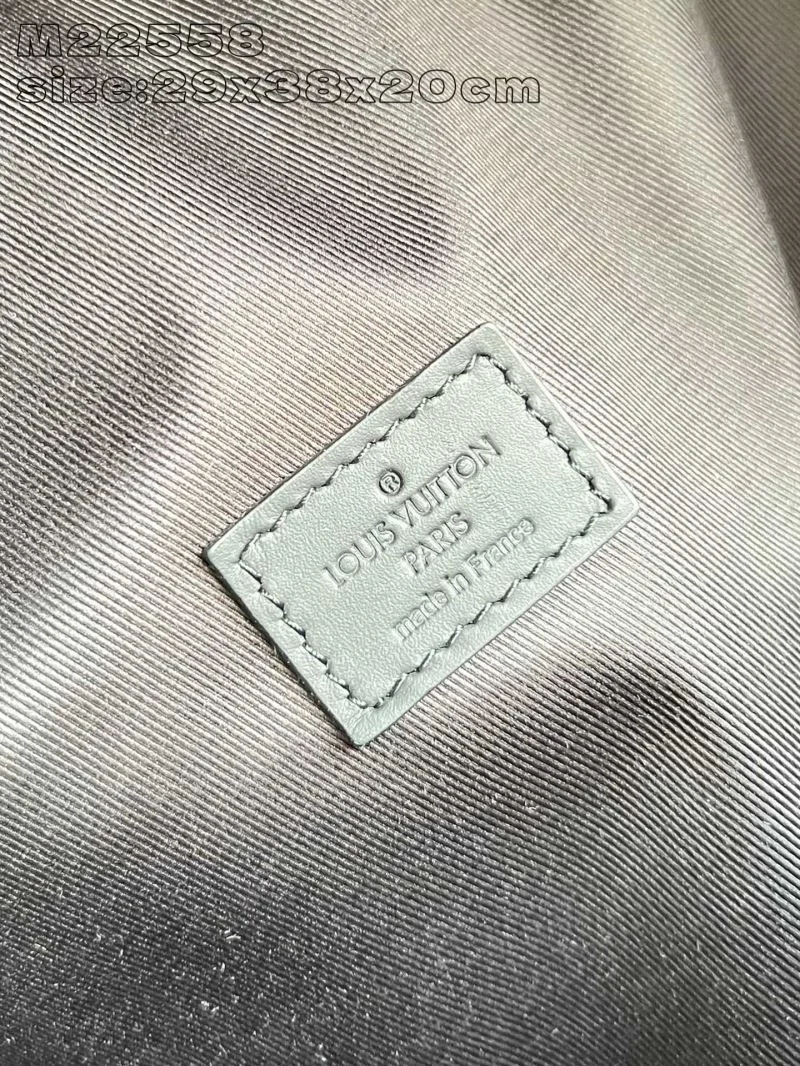 M22558
size:29x38x20cm
®
LOUIS VUITTON
PARIS
made in France